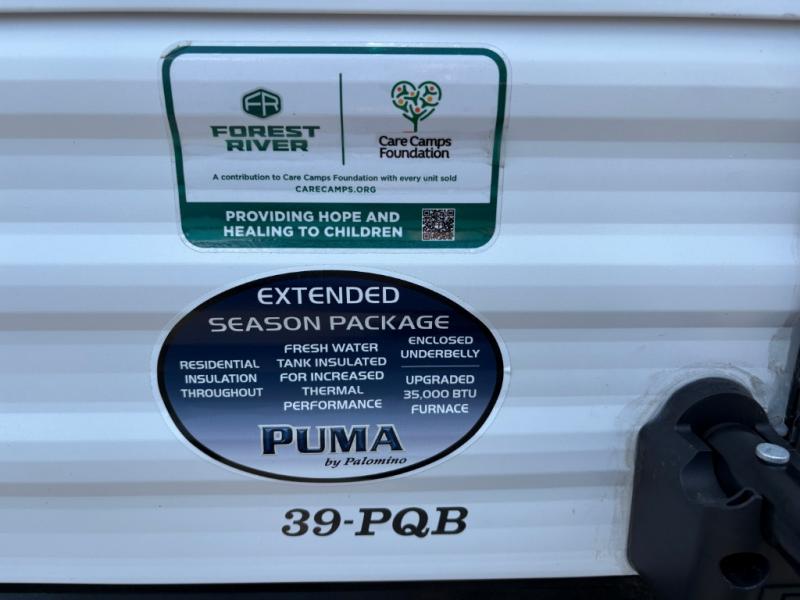 FR
FOREST
RIVER
Care Camps
Foundation
A contribution to Care Camps Foundation with every unit sold
CARECAMPS.ORG
PROVIDING HOPE AND
HEALING TO CHILDREN
EXTENDED
SEASON PACKAGE
RESIDENTIAL
INSULATION
THROUGHOUT
FRESH WATER
TANK INSULATED
FOR INCREASED
THERMAL
PERFORMANCE
ENCLOSED
UNDERBELLY
UPGRADED
35,000 BTU
FURNACE
PUMA
by Palomino
39-PQB